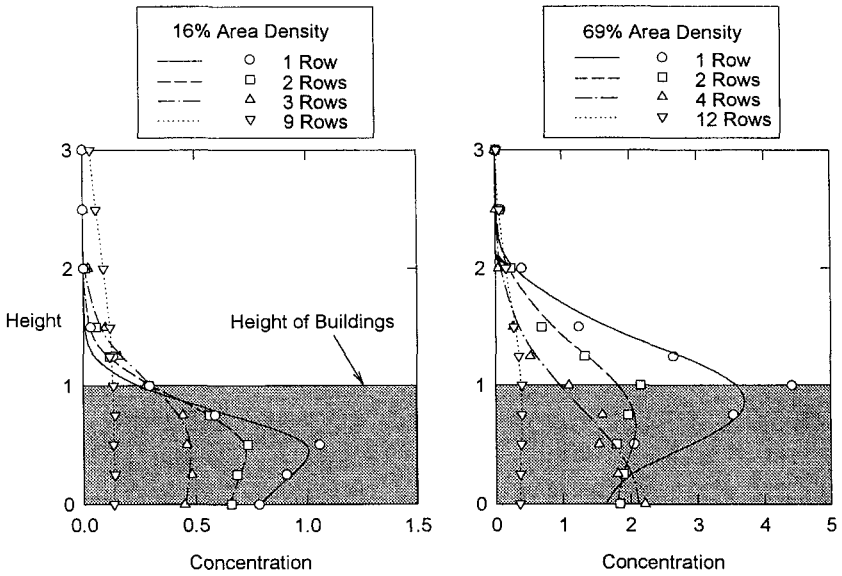 16% Area Density
1 Row
2 Rows
3 Rows
9 Rows
69% Area Density
1 Row
2 Rows
4 Rows
12 Rows
3
2
1
0
Height
Height of Buildings
0.0 0.5 1.0 1.5
Concentration
3
2
1
0
0 1 2 3 4 5
Concentration